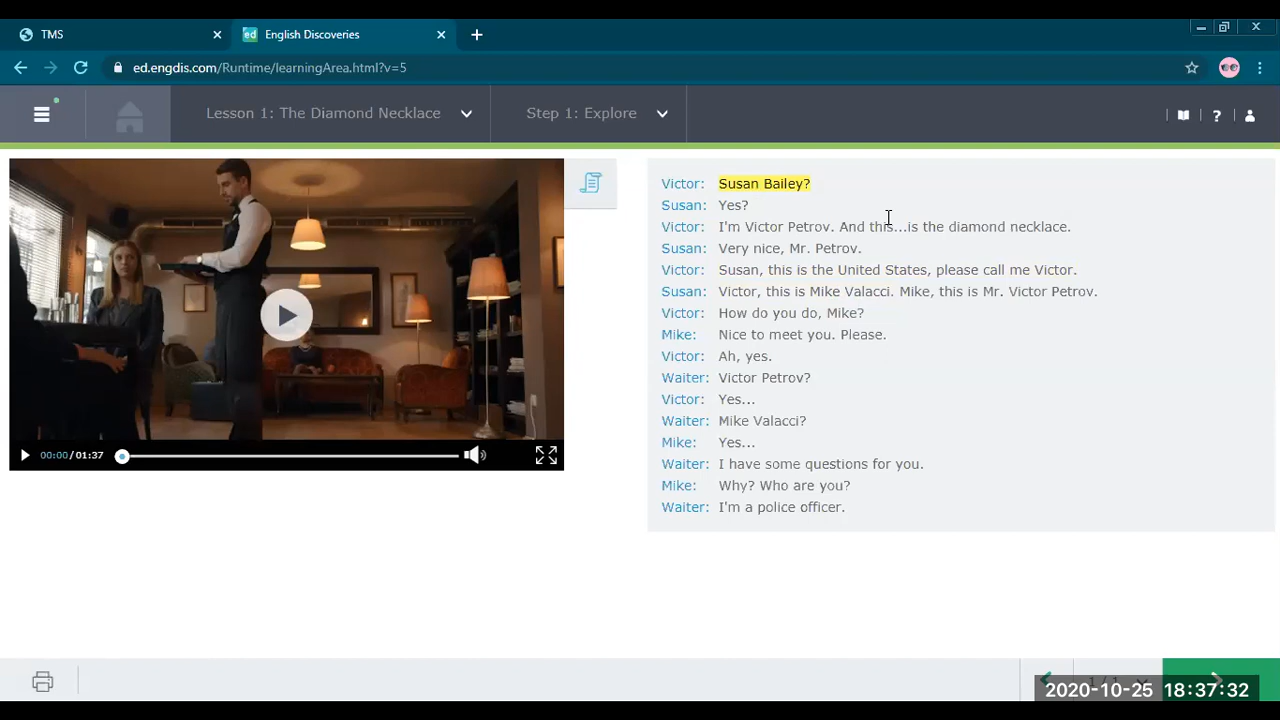 TMS
ed English Discoveries
ed.engdis.com/Runtime/learningArea.html?v=5
Lesson 1: The Diamond Necklace
Step 1: Explore
?
Victor: Susan Bailey?
Susan: Yes?
Victor: I'm Victor Petrov. And this...is the diamond necklace.
Susan: Very nice, Mr. Petrov.
Victor: Susan, this is the United States, please call me Victor.
Susan: Victor, this is Mike Valacci. Mike, this is Mr. Victor Petrov.
Victor: How do you do, Mike?
Mike: Nice to meet you. Please.
Victor: Ah, yes.
Waiter: Victor Petrov?
Victor: Yes...
Waiter: Mike Valacci?
Mike: Yes...
Waiter: I have some questions for you.
Mike: Why? Who are you?
Waiter: I'm a police officer.
00:00/01:37
2020-10-25 18:37:32